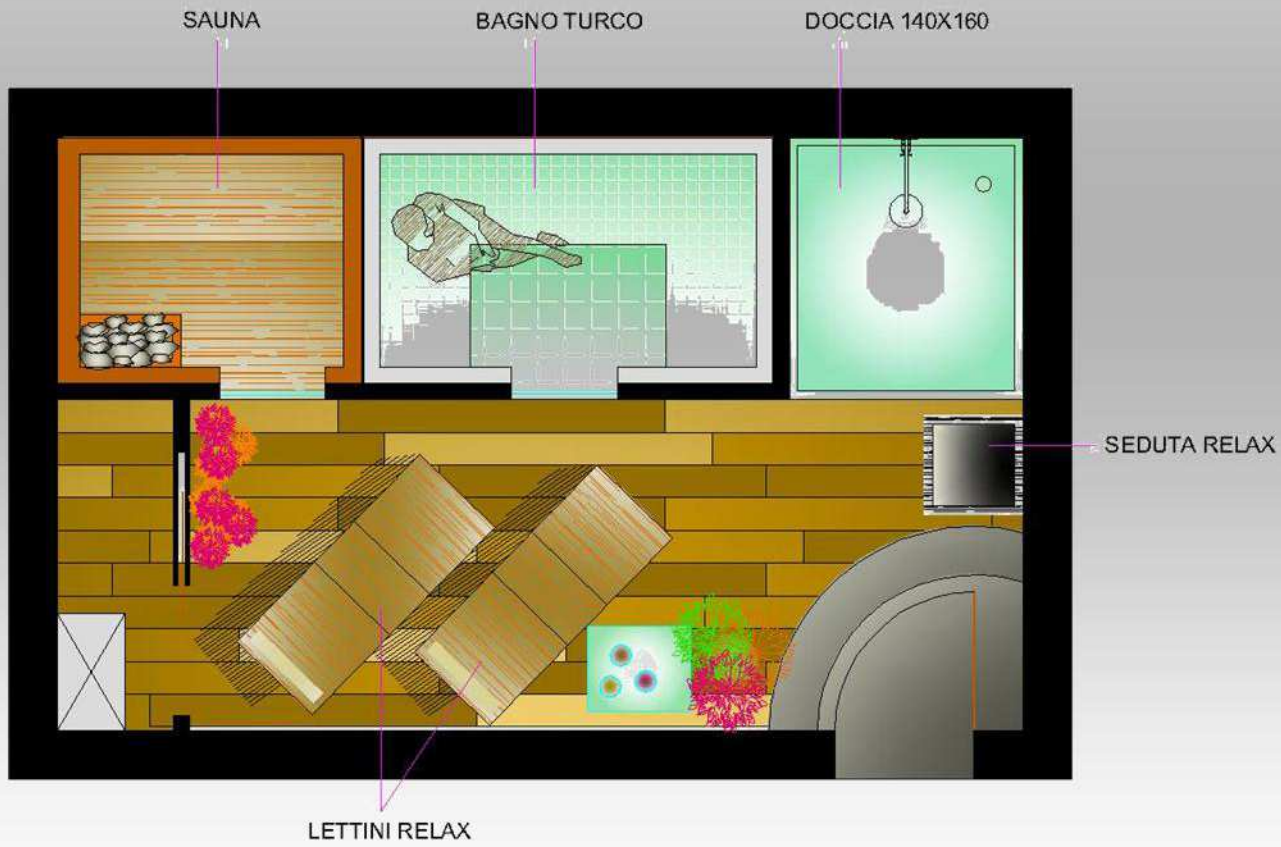 SAUNA
BAGNO TURCO
DOCCIA 140X160
SEDUTA RELAX
LETTINI RELAX